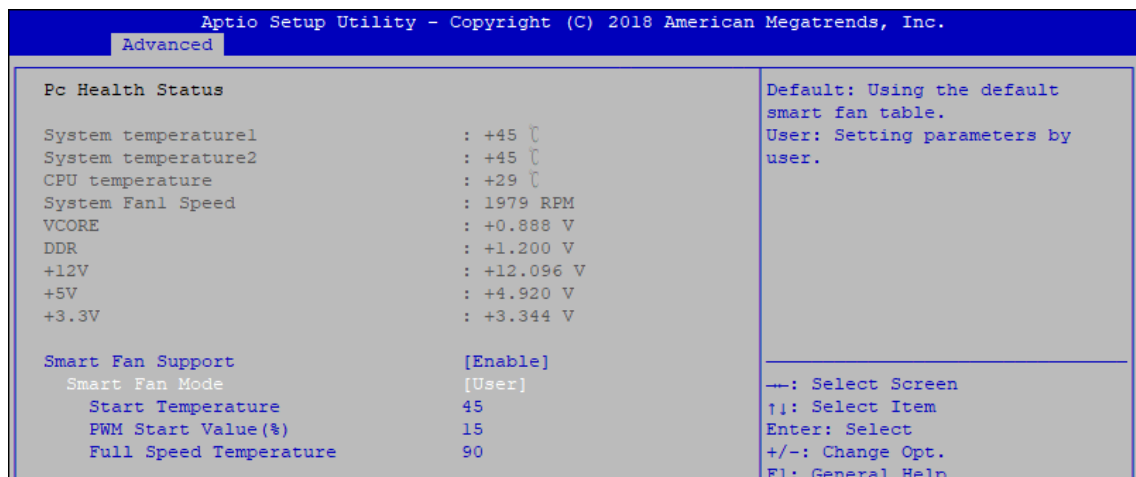 Aptio Setup Utility - Copyright (C) 2018 American Megatrends, Inc.
Advanced
Pc Health Status
System temperature1 : +45 ℃
System temperature2 : +45 ℃
CPU temperature : +29 ℃
System Fan1 Speed : 1979 RPM
VCORE : +0.888 V
DDR : +1.200 V
+12V : +12.096 V
+5V : +4.920 V
+3.3V : +3.344 V
Smart Fan Support [Enable]
Smart Fan Mode [User]
Start Temperature 45
PWM Start Value(%) 15
Full Speed Temperature 90
Default: Using the default
smart fan table.
User: Setting parameters by
user.
→←: Select Screen
↑↓: Select Item
Enter: Select
+/-: Change Opt.
F1: General Help